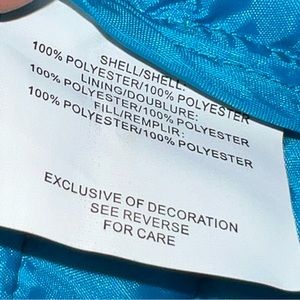 SHELL/SHELL:
100% POLYESTER/100% POLYESTER
LINING/DOUBLURE:
100% POLYESTER/100% POLYESTER
FILL/REMPLIR:
100% POLYESTER/100% POLYESTER
EXCLUSIVE OF DECORATION
SEE REVERSE
FOR CARE